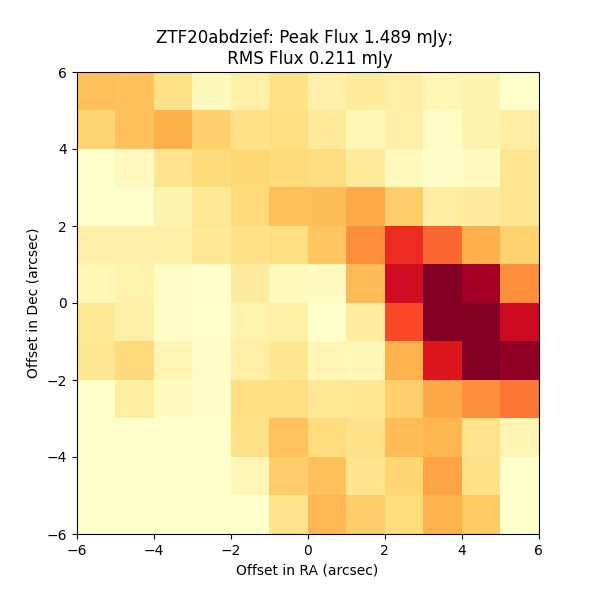 ZTF20abdzief: Peak Flux 1.489 mJy;
RMS Flux 0.211 mJy
6
4
2
0
−2
−4
−6
Offset in Dec (arcsec)
−6 −4 −2 0 2 4 6
Offset in RA (arcsec)